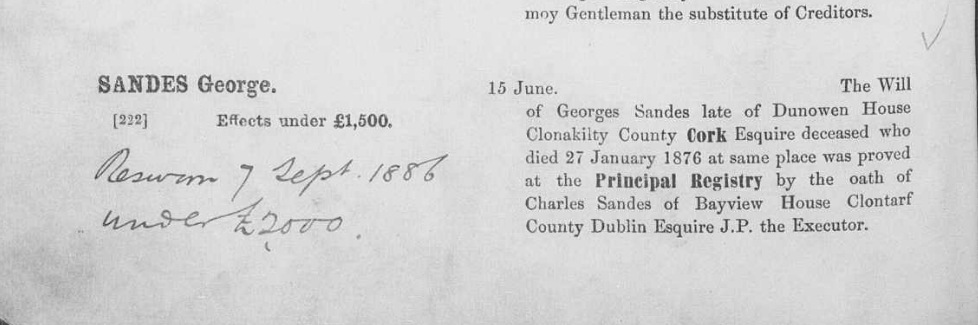 moy Gentleman the substitute of Creditors.
SANDES George.
[222] Effects under £1,500.
Resworn 7 Sept. 1886
under £2000.
15 June. The Will
of Georges Sandes late of Dunowen House
Clonakilty County Cork Esquire deceased who
died 27 January 1876 at same place was proved
at the Principal Registry by the oath of
Charles Sandes of Bayview House Clontarf
County Dublin Esquire J.P. the Executor.